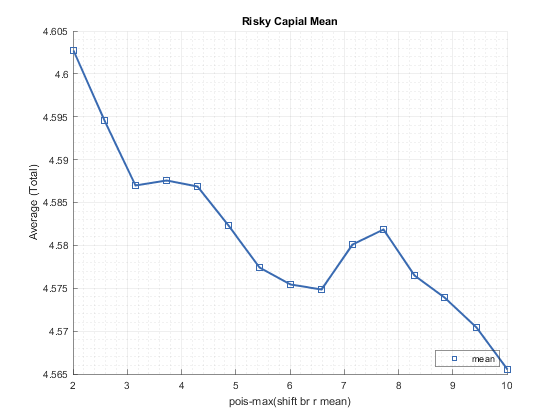 Risky Capial Mean
4.605
4.6
4.595
4.59
4.585
4.58
4.575
4.57
4.565
Average (Total)
2 3 4 5 6 7 8 9 10
pois-max(shift br r mean)
mean